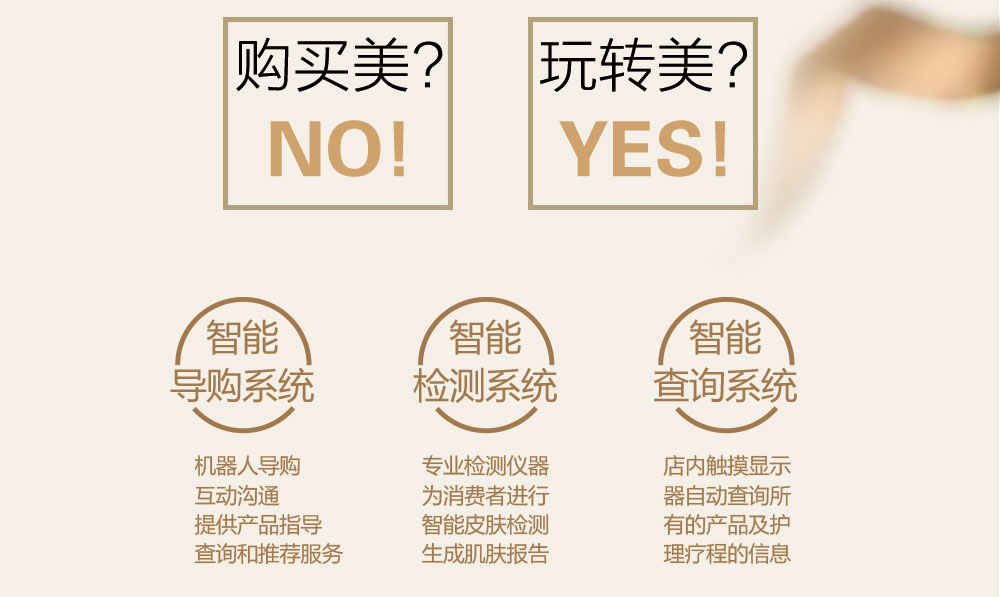 购买美?
NO!
玩转美?
YES!
智能
导购系统
智能
检测系统
智能
查询系统
机器人导购
互动沟通
提供产品指导
查询和推荐服务
专业检测仪器
为消费者进行
智能皮肤检测
生成肌肤报告
店内触摸显示
器自动查询所
有的产品及护
理疗程的信息